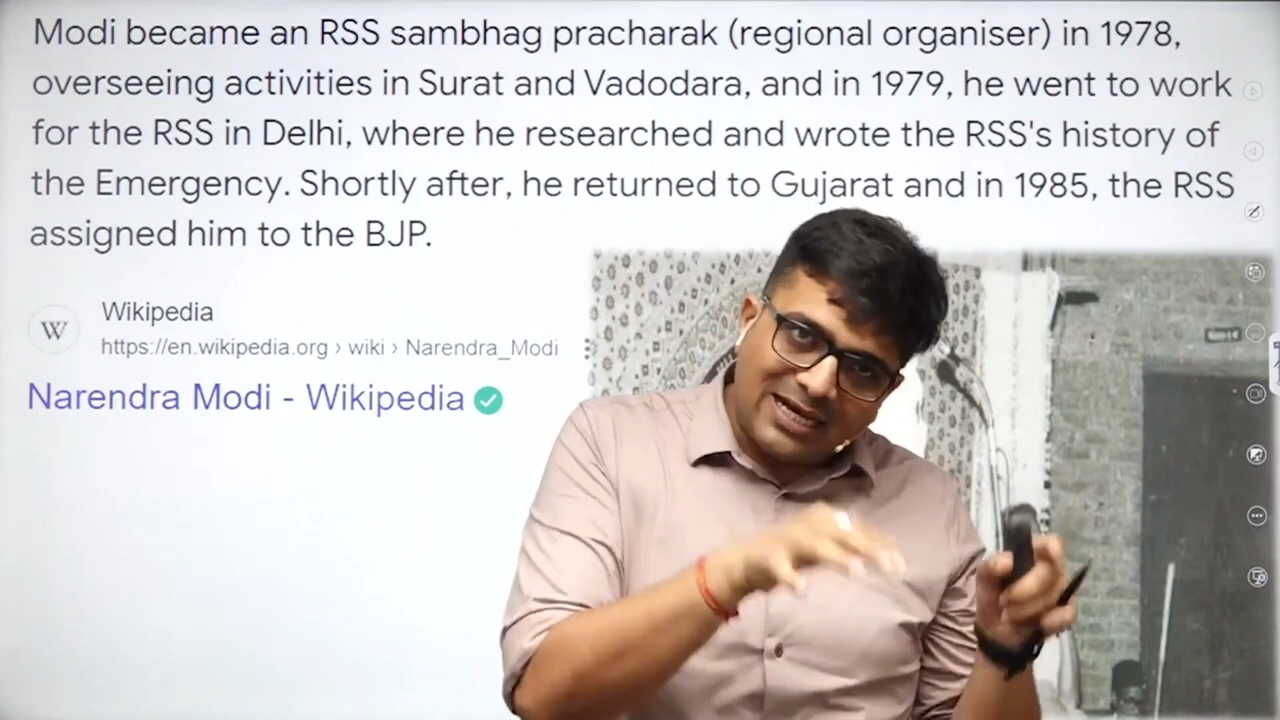 Modi became an RSS sambhag pracharak (regional organiser) in 1978,
overseeing activities in Surat and Vadodara, and in 1979, he went to work
for the RSS in Delhi, where he researched and wrote the RSS's history of
the Emergency. Shortly after, he returned to Gujarat and in 1985, the RSS
assigned him to the BJP.
W
Wikipedia
https://en.wikipedia.org › wiki › Narendra_Modi
Narendra Modi - Wikipedia